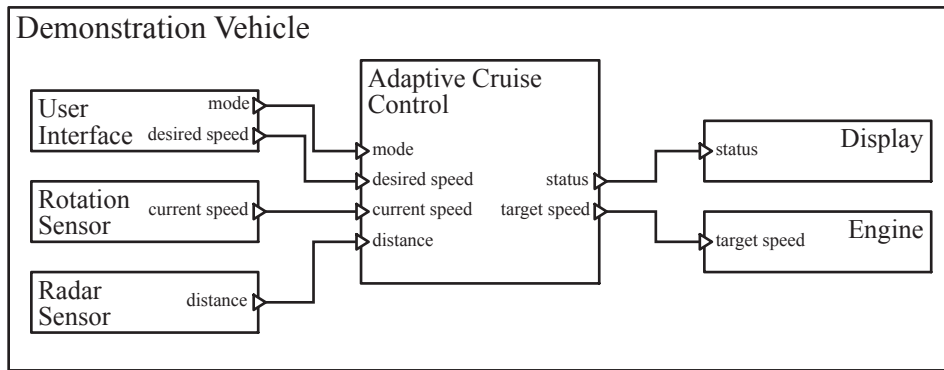 Demonstration Vehicle
User
Interface
mode
desired speed
Rotation
Sensor
current speed
Radar
Sensor
distance
Adaptive Cruise
Control
mode
desired speed
current speed
distance
status
target speed
status
Display
target speed
Engine